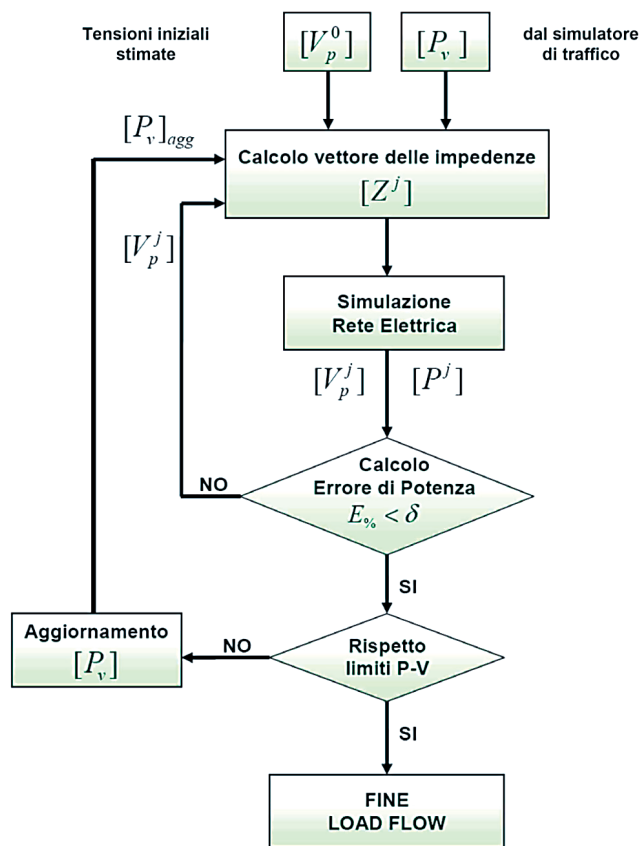 Tensioni iniziali
stimate
[V_p^0]
[P_v]
dal simulatore
di traffico
[P_v]_agg
Calcolo vettore delle impedenze
[Z^j]
[V_p^j]
Simulazione
Rete Elettrica
[V_p^j]
[P^j]
Calcolo
Errore di Potenza
E_% < δ
NO
SI
Aggiornamento
[P_v]
NO
Rispetto
limiti P-V
SI
FINE
LOAD FLOW